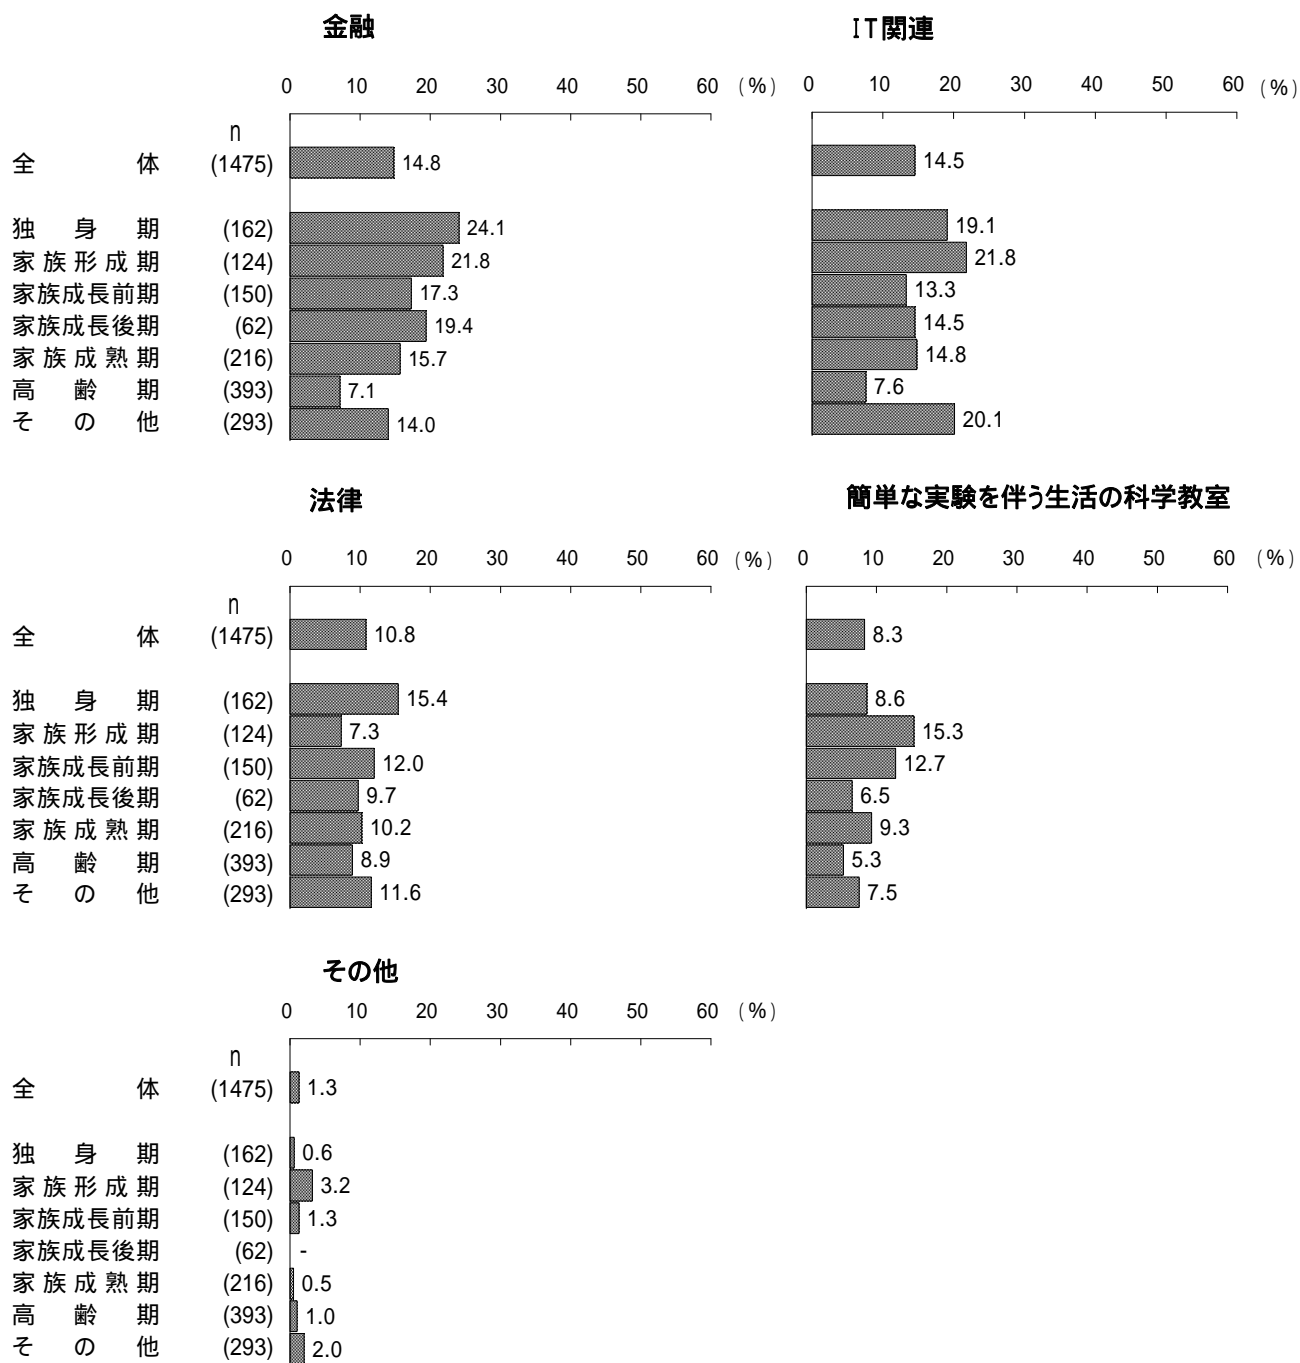 金融
0 10 20 30 40 50 60 (%)
n
全体 (1475) 14.8
独身期 (162) 24.1
家族形成期 (124) 21.8
家族成長前期 (150) 17.3
家族成長後期 (62) 19.4
家族成熟期 (216) 15.7
高齢期 (393) 7.1
その他 (293) 14.0
IT関連
0 10 20 30 40 50 60 (%)
14.5
19.1
21.8
13.3
14.5
14.8
7.6
20.1
法律
0 10 20 30 40 50 60 (%)
n
全体 (1475) 10.8
独身期 (162) 15.4
家族形成期 (124) 7.3
家族成長前期 (150) 12.0
家族成長後期 (62) 9.7
家族成熟期 (216) 10.2
高齢期 (393) 8.9
その他 (293) 11.6
簡単な実験を伴う生活の科学教室
0 10 20 30 40 50 60 (%)
8.3
8.6
15.3
12.7
6.5
9.3
5.3
7.5
その他
0 10 20 30 40 50 60 (%)
n
全体 (1475) 1.3
独身期 (162) 0.6
家族形成期 (124) 3.2
家族成長前期 (150) 1.3
家族成長後期 (62) -
家族成熟期 (216) 0.5
高齢期 (393) 1.0
その他 (293) 2.0